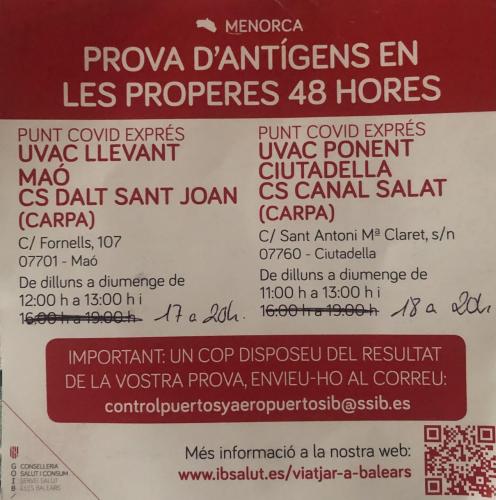 MENORCA
PROVA D'ANTÍGENS EN
LES PROPERES 48 HORES
PUNT COVID EXPRÉS
UVAC LLEVANT
MAÓ
CS DALT SANT JOAN
(CARPA)
C/ Fornells, 107
07701 - Maó
De dilluns a diumenge de
12:00 h a 13:00 h i
16:00 h a 19:00 h 17 a 20h.
PUNT COVID EXPRÉS
UVAC PONENT
CIUTADELLA
CS CANAL SALAT
(CARPA)
C/ Sant Antoni Mª Claret, s/n
07760 - Ciutadella
De dilluns a diumenge de
11:00 h a 13:00 h i
16:00 h a 19:00 h 18 a 20h.
IMPORTANT: UN COP DISPOSEU DEL RESULTAT
DE LA VOSTRA PROVA, ENVIEU-HO AL CORREU:
controlpuertosyaeropuertosib@ssib.es
Més informació a la nostra web:
www.ibsalut.es/viatjar-a-balears
GOIB
CONSELLERIA
SALUT I CONSUM
SERVEI SALUT
ILLES BALEARS